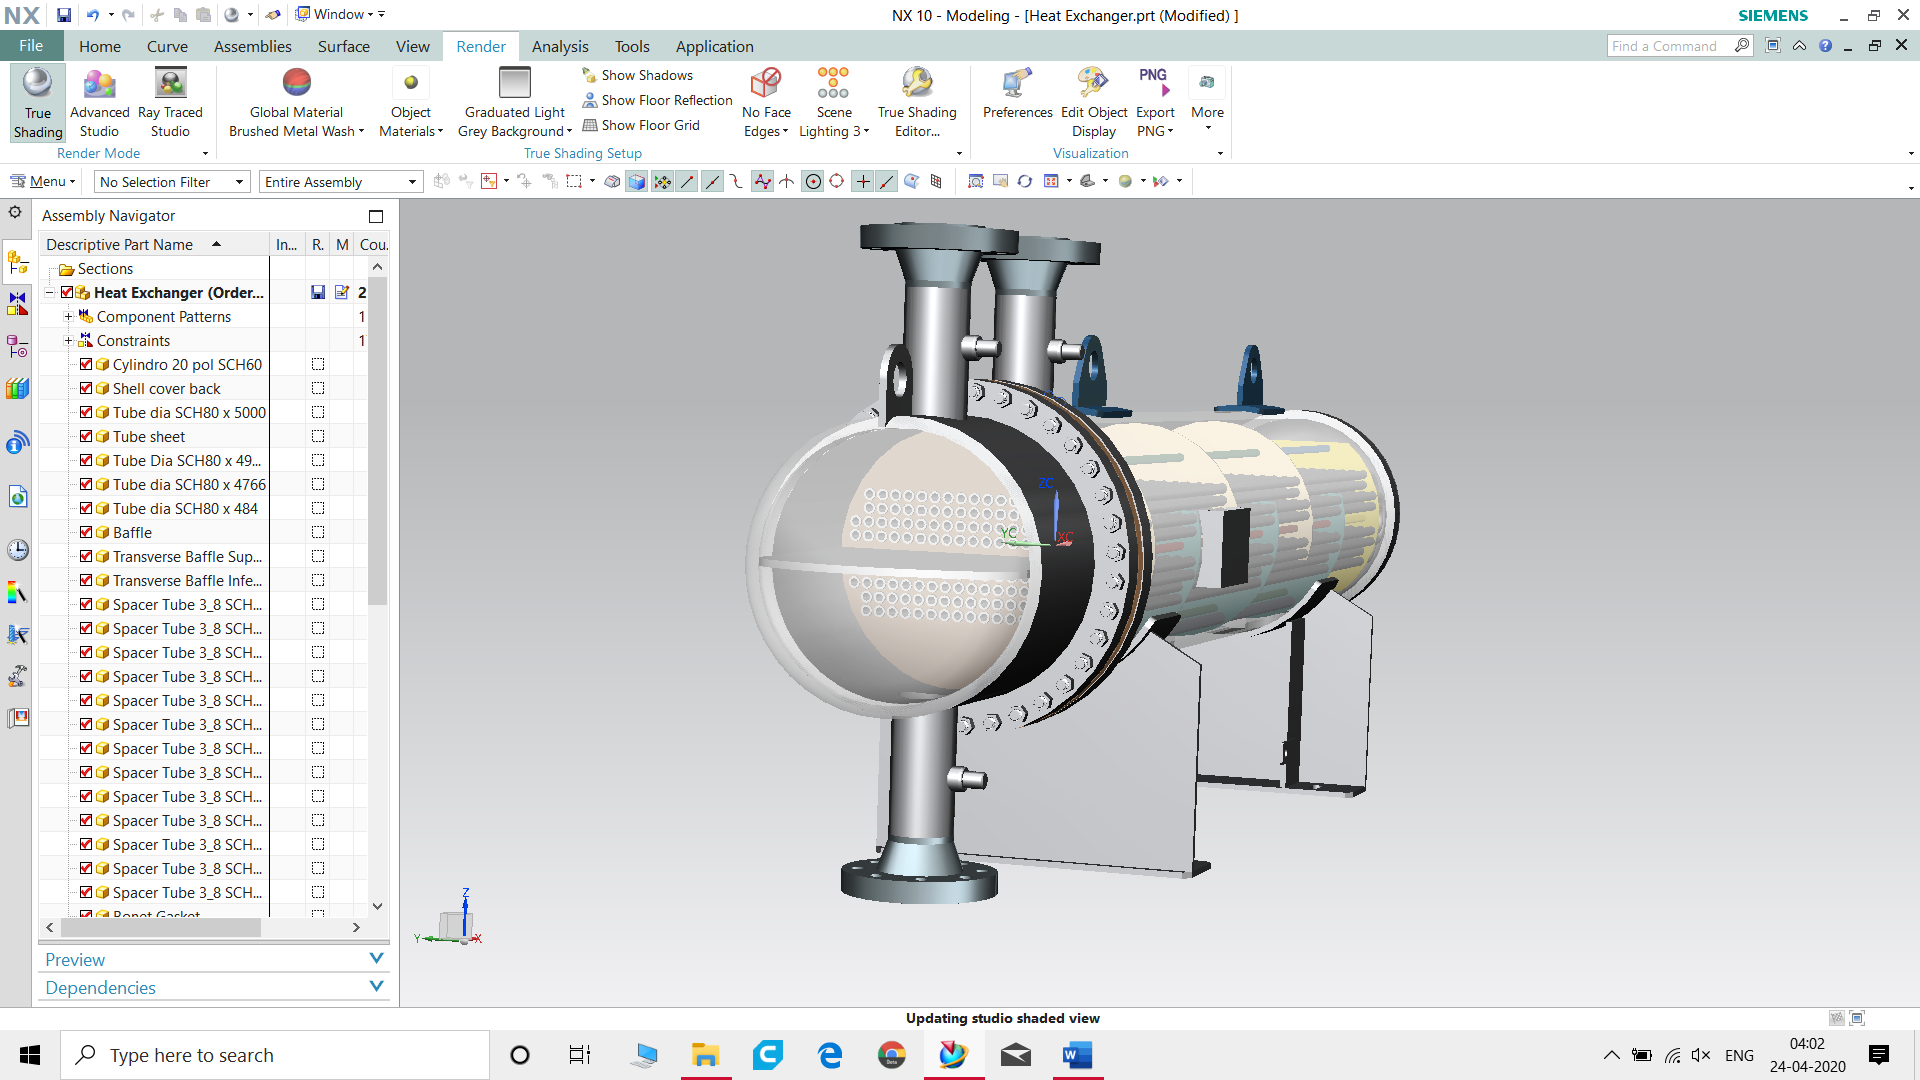 NX
Window
NX 10 - Modeling - [Heat Exchanger.prt (Modified) ]
SIEMENS
File
Home
Curve
Assemblies
Surface
View
Render
Analysis
Tools
Application
Find a Command
True
Shading
Advanced
Studio
Ray Traced
Studio
Global Material
Brushed Metal Wash
Object
Materials
Graduated Light
Grey Background
Show Shadows
Show Floor Reflection
Show Floor Grid
No Face
Edges
Scene
Lighting 3
True Shading
Editor...
Preferences
Edit Object
Display
PNG
Export
PNG
More
Render Mode
True Shading Setup
Visualization
Menu
No Selection Filter
Entire Assembly
Assembly Navigator
Descriptive Part Name
In...
R.
M
Cou.
Sections
Heat Exchanger (Order...
2
Component Patterns
1
Constraints
1
Cylindro 20 pol SCH60
Shell cover back
Tube dia SCH80 x 5000
Tube sheet
Tube Dia SCH80 x 49...
Tube dia SCH80 x 4766
Tube dia SCH80 x 484
Baffle
Transverse Baffle Sup...
Transverse Baffle Infe...
Spacer Tube 3_8 SCH...
Spacer Tube 3_8 SCH...
Spacer Tube 3_8 SCH...
Spacer Tube 3_8 SCH...
Spacer Tube 3_8 SCH...
Spacer Tube 3_8 SCH...
Spacer Tube 3_8 SCH...
Spacer Tube 3_8 SCH...
Spacer Tube 3_8 SCH...
Spacer Tube 3_8 SCH...
Spacer Tube 3_8 SCH...
Spacer Tube 3_8 SCH...
Spacer Tube 3_8 SCH...
Bonet Gasket
Preview
Dependencies
ZC
YC
XC
Z
Y
X
Updating studio shaded view
Type here to search
Beta
ENG
04:02
24-04-2020